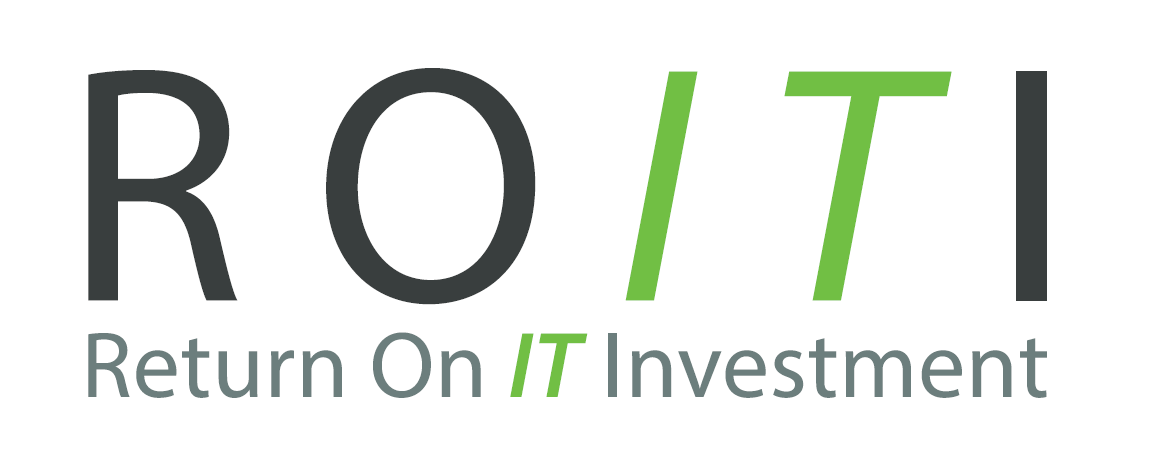 ROITI
Return On IT Investment